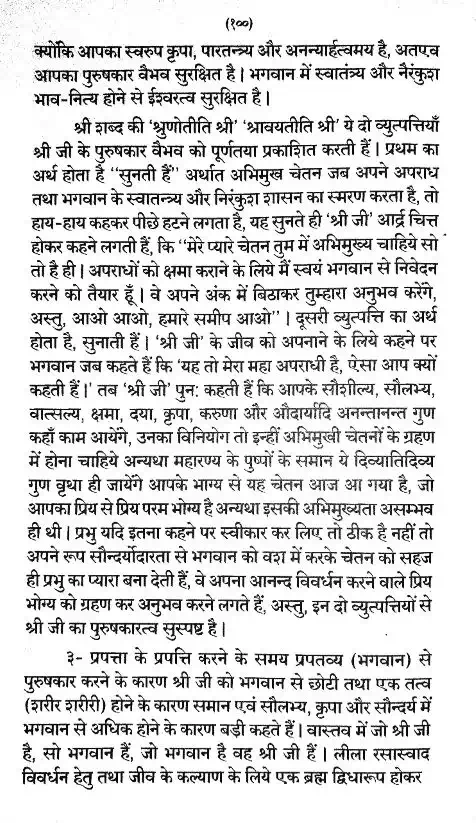 (१००)
क्योंकि आपका स्वरुप कृपा, पारतन्त्र्य और अनन्यार्हत्वमय है, अतएव
आपका पुरुषकार वैभव सुरक्षित है। भगवान में स्वातंत्र्य और नैरंकुश
भाव-नित्य होने से ईश्वरत्व सुरक्षित है।
श्री शब्द की 'श्रुणोतीति श्री' 'श्रावयतीति श्री' ये दो व्युत्पत्तियाँ
श्री जी के पुरुषकार वैभव को पूर्णतया प्रकाशित करती हैं। प्रथम का
अर्थ होता है "सुनती हैं" अर्थात अभिमुख चेतन जब अपने अपराध
तथा भगवान के स्वातन्त्र्य और निरंकुश शासन का स्मरण करता है, तो
हाय-हाय कहकर पीछे हटने लगता है, यह सुनते ही 'श्री जी' आर्द्र चित्त
होकर कहने लगती हैं, कि "मेरे प्यारे चेतन तुम में अभिमुख्य चाहिये सो
तो है ही। अपराधों को क्षमा कराने के लिये मैं स्वयं भगवान से निवेदन
करने को तैयार हूँ। वे अपने अंक में बिठाकर तुम्हारा अनुभव करेंगे,
अस्तु, आओ आओ, हमारे समीप आओ"। दूसरी व्युत्पत्ति का अर्थ
होता है, सुनाती हैं। 'श्री जी' के जीव को अपनाने के लिये कहने पर
भगवान जब कहते हैं कि 'यह तो मेरा महा अपराधी है, ऐसा आप क्यों
कहती हैं।' तब 'श्री जी' पुन: कहती हैं कि आपके सौशील्य, सौलभ्य,
वात्सल्य, क्षमा, दया, कृपा, करुणा और औदार्यादि अनन्तानन्त गुण
कहाँ काम आयेंगे, उनका विनियोग तो इन्हीं अभिमुखी चेतनों के ग्रहण
में होना चाहिये अन्यथा महारण्य के पुष्पों के समान ये दिव्यातिदिव्य
गुण वृथा ही जायेंगे आपके भाग्य से यह चेतन आज आ गया है, जो
आपका प्रिय से प्रिय परम भोग्य है अन्यथा इसकी अभिमुख्यता असम्भव
ही थी। प्रभु यदि इतना कहने पर स्वीकार कर लिए तो ठीक है नहीं तो
अपने रूप सौन्दर्योदारता से भगवान को वश में करके चेतन को सहज
ही प्रभु का प्यारा बना देती हैं, वे अपना आनन्द विवर्धन करने वाले प्रिय
भोग्य को ग्रहण कर अनुभव करने लगते हैं, अस्तु, इन दो व्युत्पत्तियों से
श्री जी का पुरुषकारत्व सुस्पष्ट है।
३- प्रपत्ता के प्रपत्ति करने के समय प्रपतव्य (भगवान) से
पुरुषकार करने के कारण श्री जी को भगवान से छोटी तथा एक तत्व
(शरीर शरीरी) होने के कारण समान एवं सौलभ्य, कृपा और सौन्दर्य में
भगवान से अधिक होने के कारण बड़ी कहते हैं। वास्तव में जो श्री जी
है, सो भगवान हैं, जो भगवान है वह श्री जी हैं। लीला रसास्वाद
विवर्धन हेतु तथा जीव के कल्याण के लिये एक ब्रह्म द्विधारूप होकर